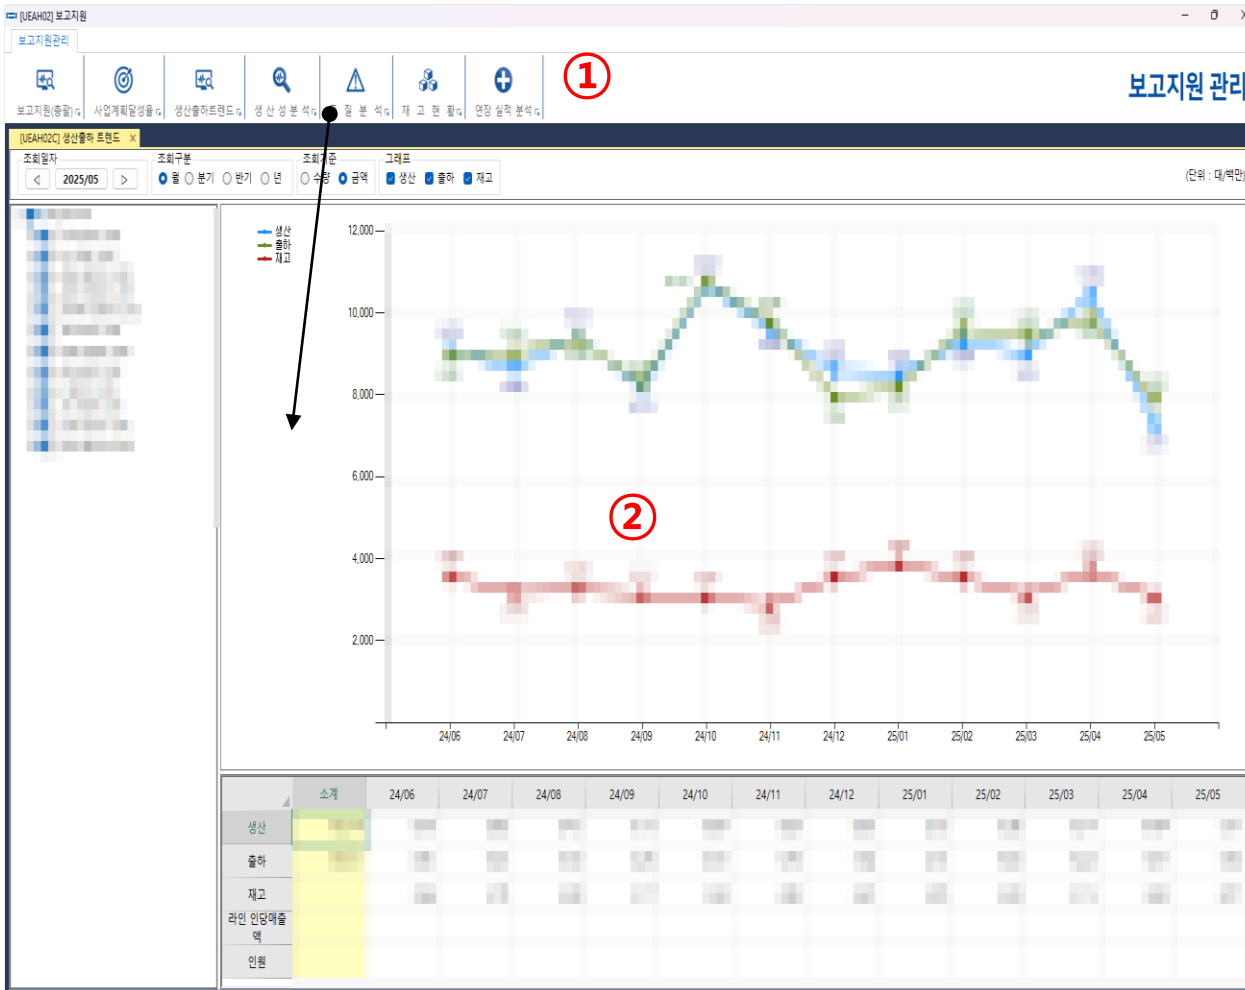 [UEAH02] 보고지원
보고지원관리
보고지원(총괄) 사업계획달성율 생산출하트렌드 생 산 성 분 석 질 분 석 재 고 현 황 연장 실적 분석
①
보고지원 관리
[UEAH02C] 생산출하 트렌드 ×
조회일자 조회구분 조회기준 그래프
2025/05 월 분기 반기 년 수량 금액 생산 출하 재고
(단위 : 대/백만)
생산
출하
재고
12,000
10,000
8,000
6,000
4,000
2,000
②
24/06 24/07 24/08 24/09 24/10 24/11 24/12 25/01 25/02 25/03 25/04 25/05
소계 24/06 24/07 24/08 24/09 24/10 24/11 24/12 25/01 25/02 25/03 25/04 25/05
생산
출하
재고
라인 인당매출
액
인원